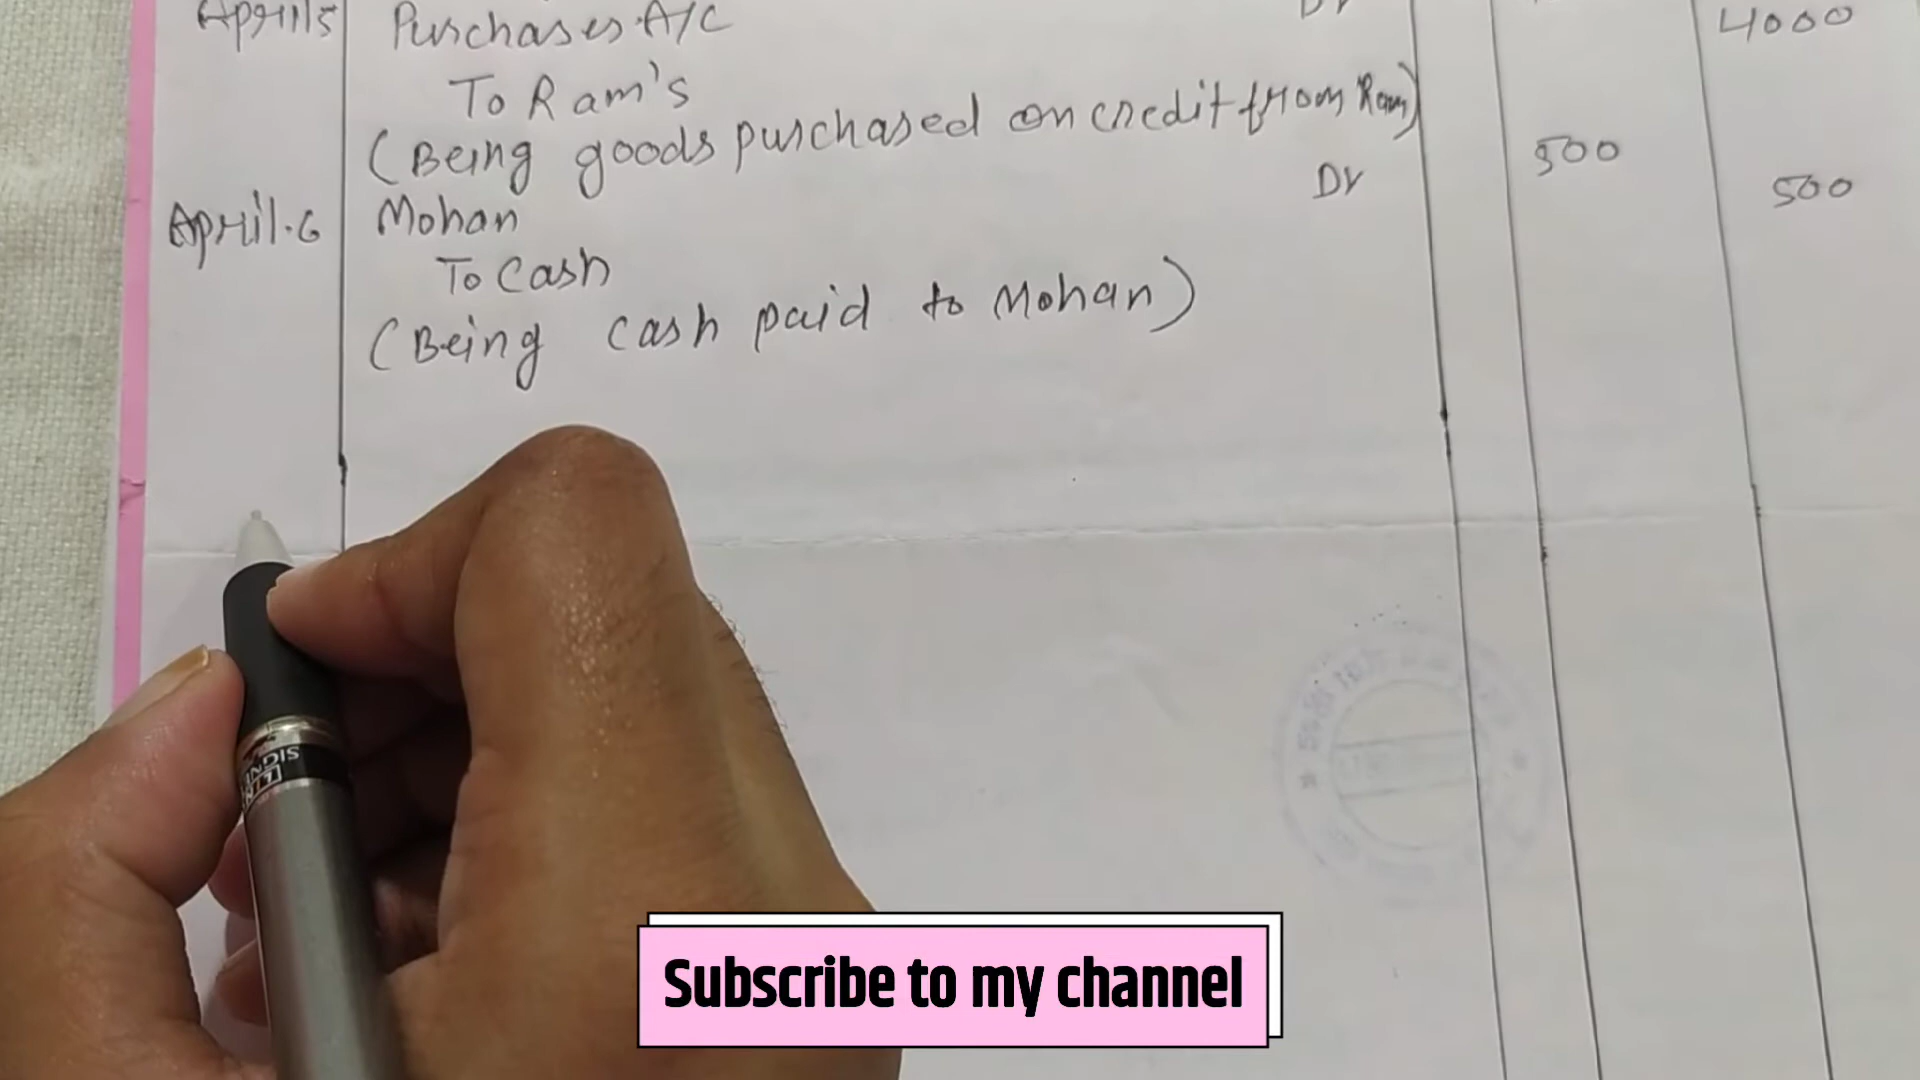 April 5 Purchases A/C Dr 4000
To Ram's
(Being goods purchased on credit from Ram)
April. 6 Mohan Dr 500 500
To Cash
(Being cash paid to Mohan)
Subscribe to my channel